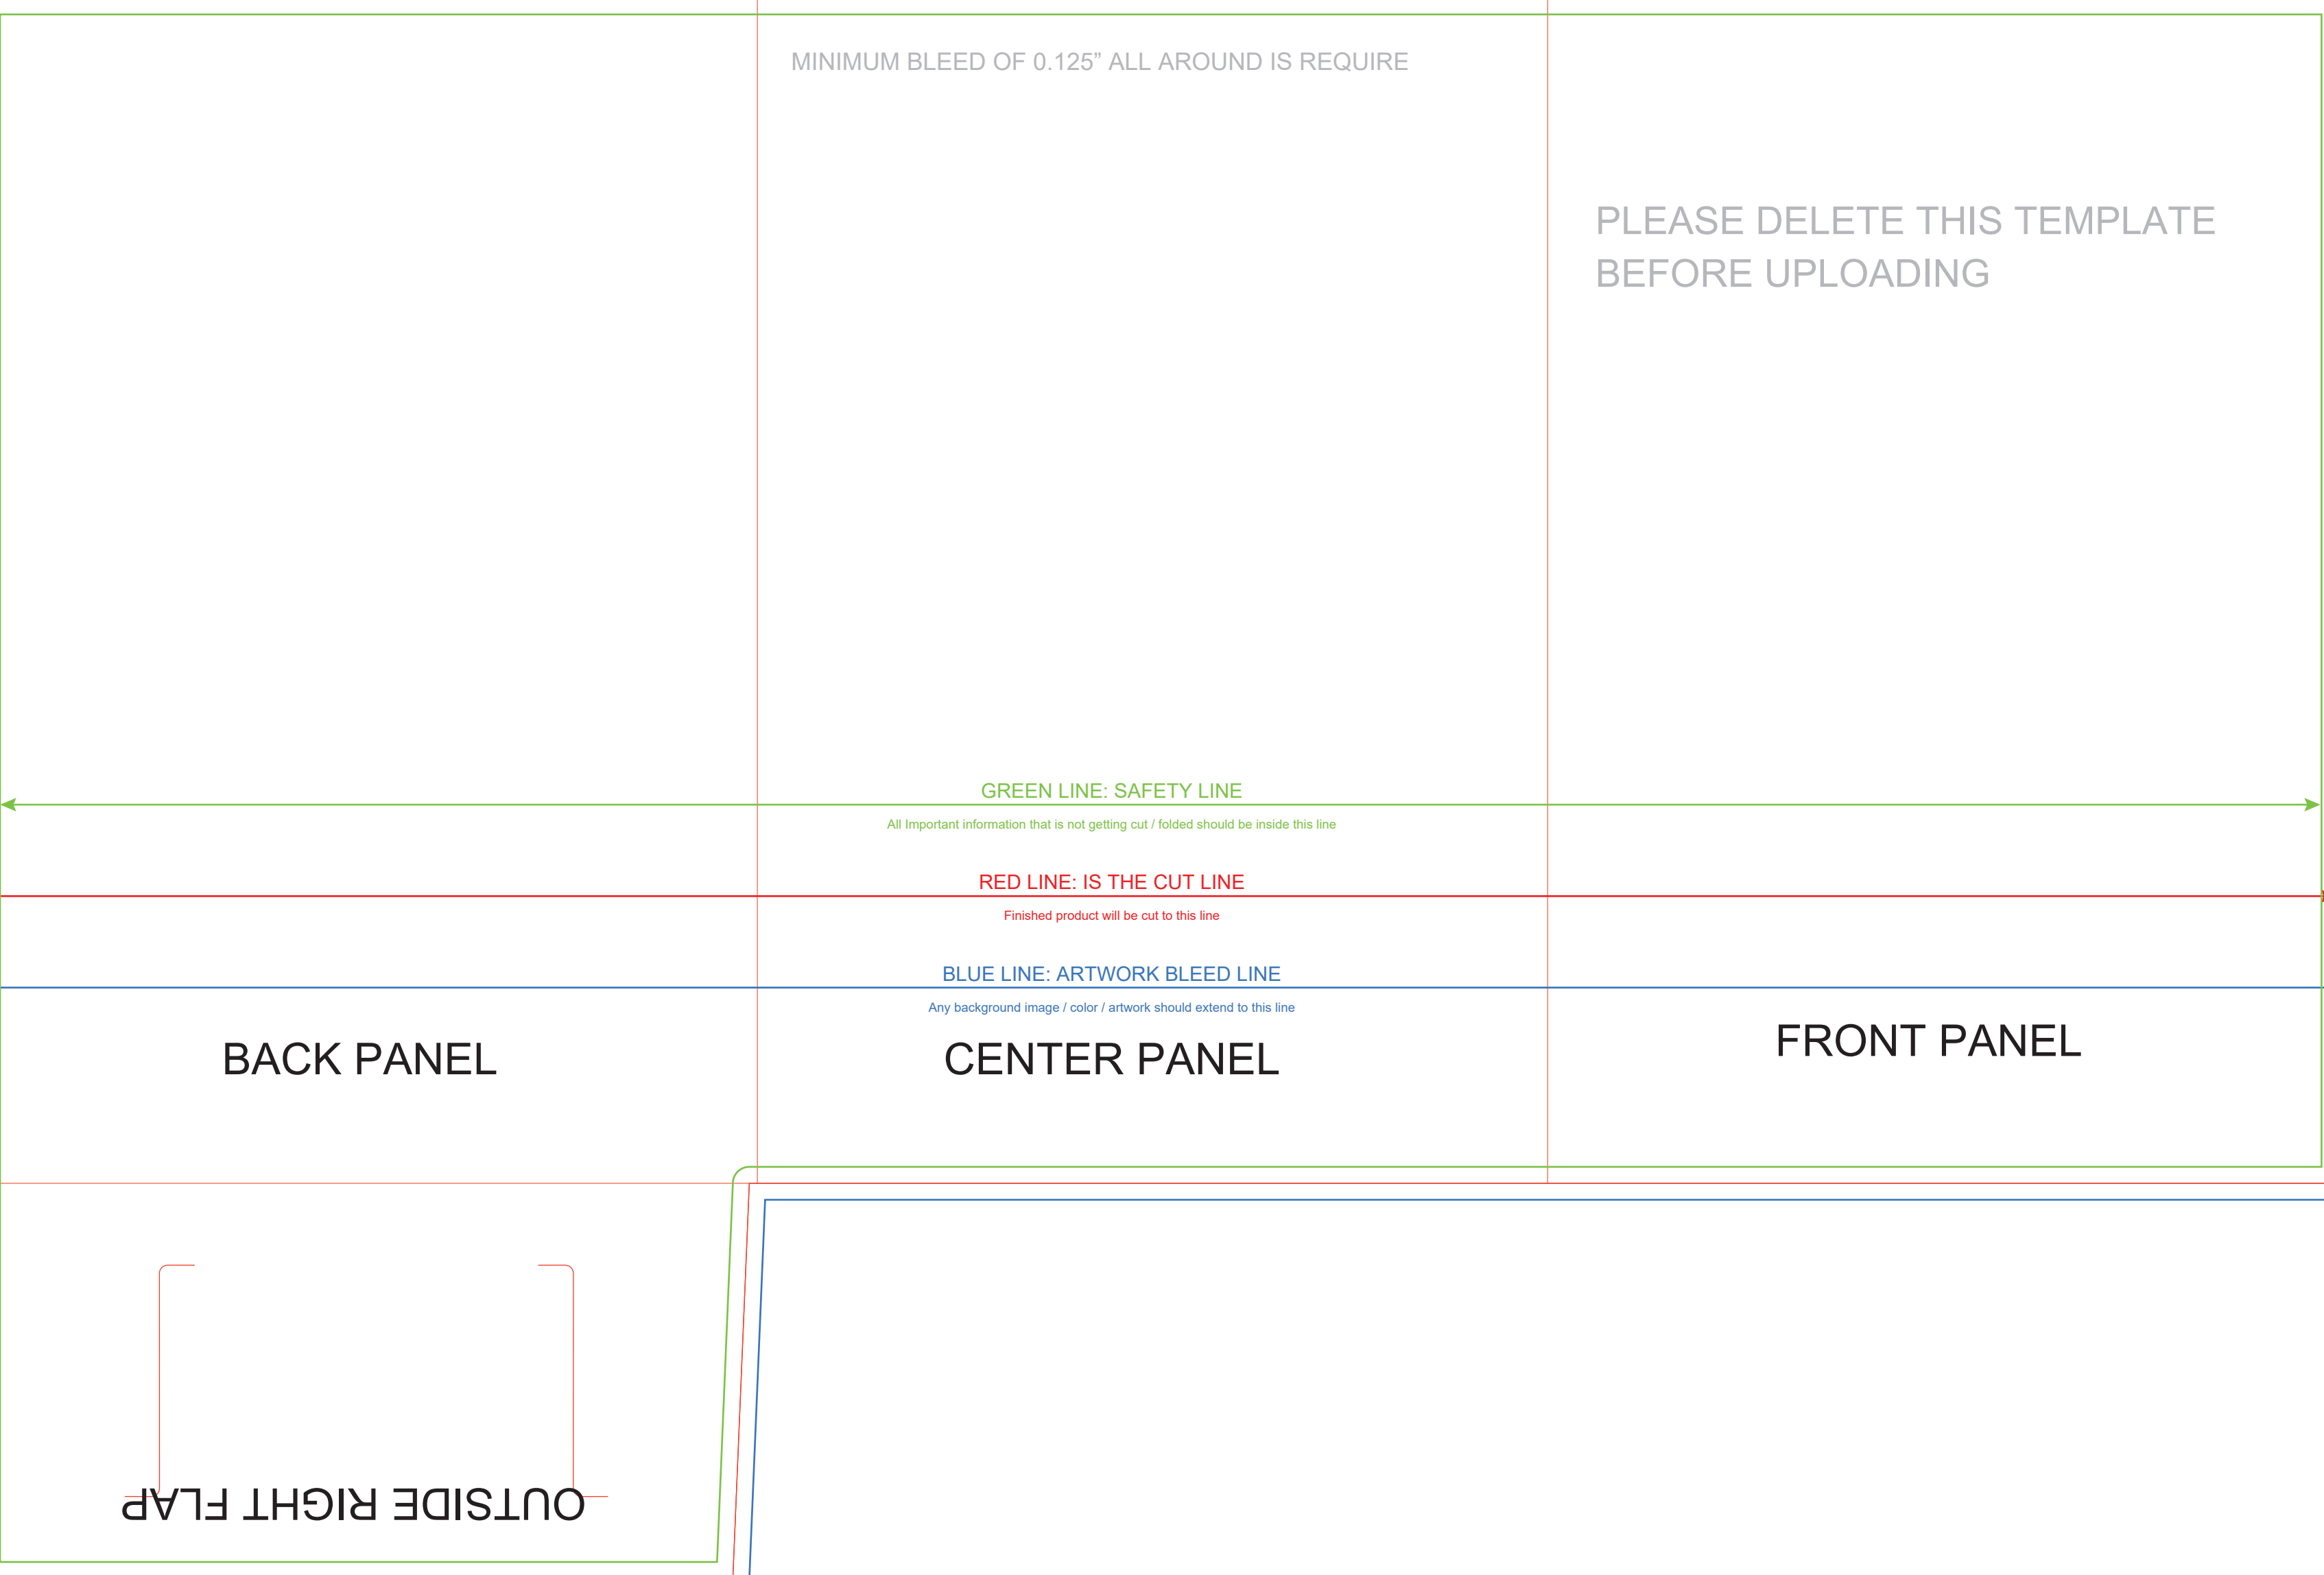 MINIMUM BLEED OF 0.125” ALL AROUND IS REQUIRE
PLEASE DELETE THIS TEMPLATE
BEFORE UPLOADING
GREEN LINE: SAFETY LINE
All Important information that is not getting cut / folded should be inside this line
RED LINE: IS THE CUT LINE
Finished product will be cut to this line
BLUE LINE: ARTWORK BLEED LINE
Any background image / color / artwork should extend to this line
BACK PANEL
CENTER PANEL
FRONT PANEL
OUTSIDE RIGHT FLAP